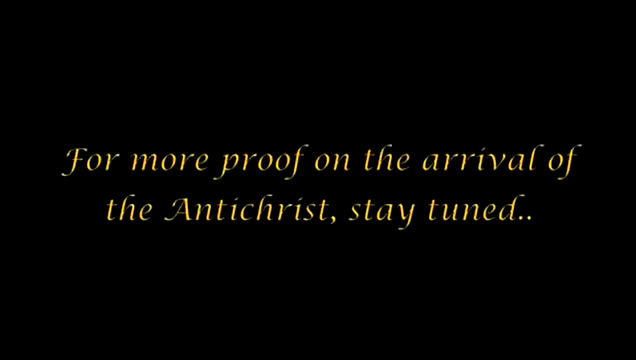 For more proof on the arrival of
the Antichrist, stay tuned..